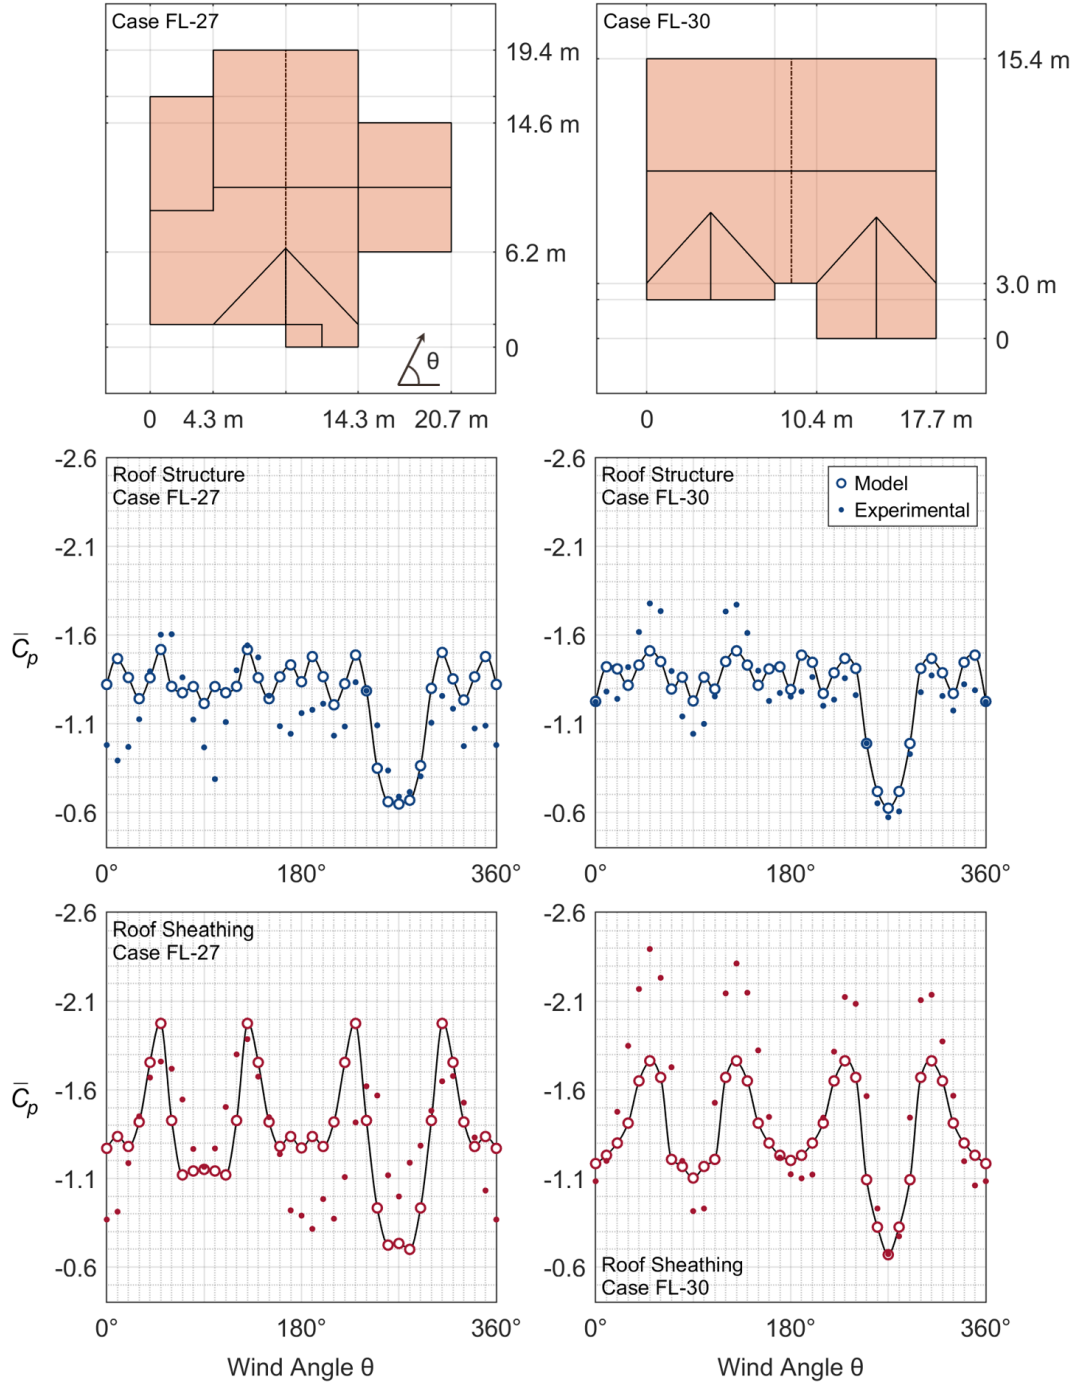 Case FL-27
19.4 m
14.6 m
6.2 m
0
θ
0 4.3 m 14.3 m 20.7 m
Case FL-30
15.4 m
3.0 m
0
0 10.4 m 17.7 m
-2.6
Roof Structure
Case FL-27
-2.1
-1.6
C̅p
-1.1
-0.6
0° 180° 360°
-2.6
Roof Structure
Case FL-30
Model
Experimental
-2.1
-1.6
-1.1
-0.6
0° 180° 360°
-2.6
Roof Sheathing
Case FL-27
-2.1
-1.6
C̅p
-1.1
-0.6
0° 180° 360°
-2.6
-2.1
-1.6
-1.1
-0.6
Roof Sheathing
Case FL-30
0° 180° 360°
Wind Angle θ
Wind Angle θ